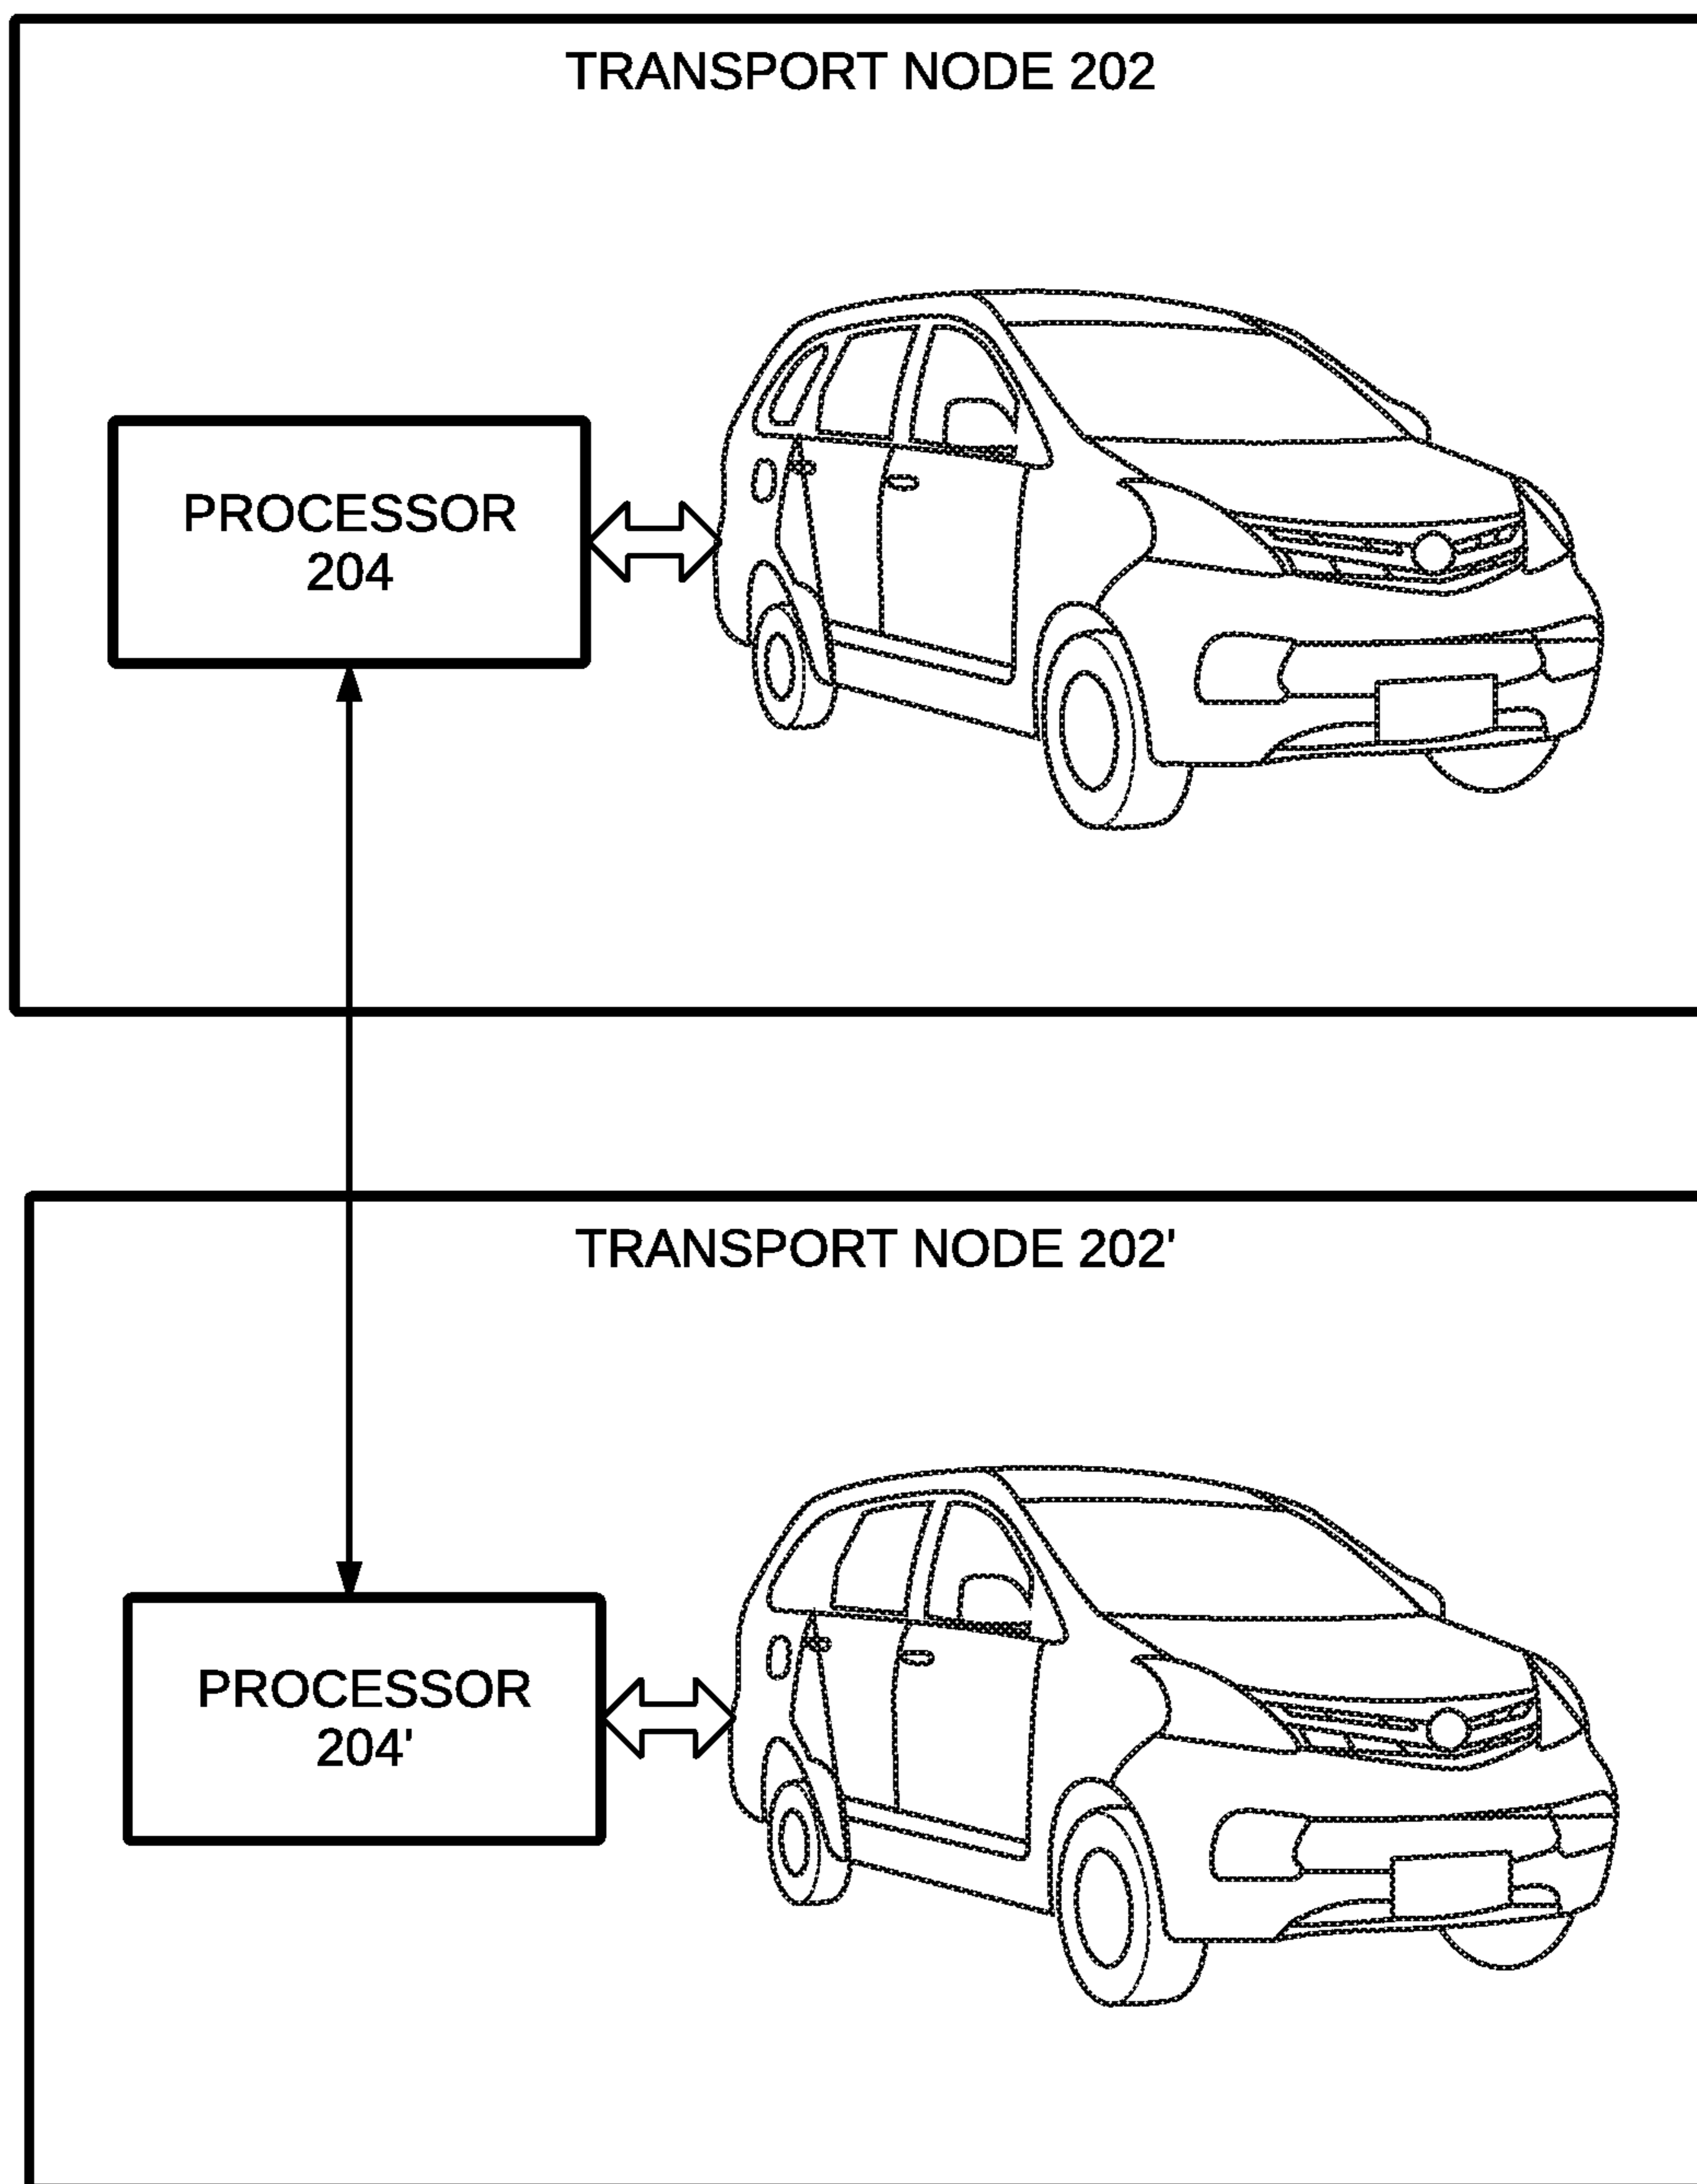 TRANSPORT NODE 202
PROCESSOR
204
TRANSPORT NODE 202'
PROCESSOR
204'